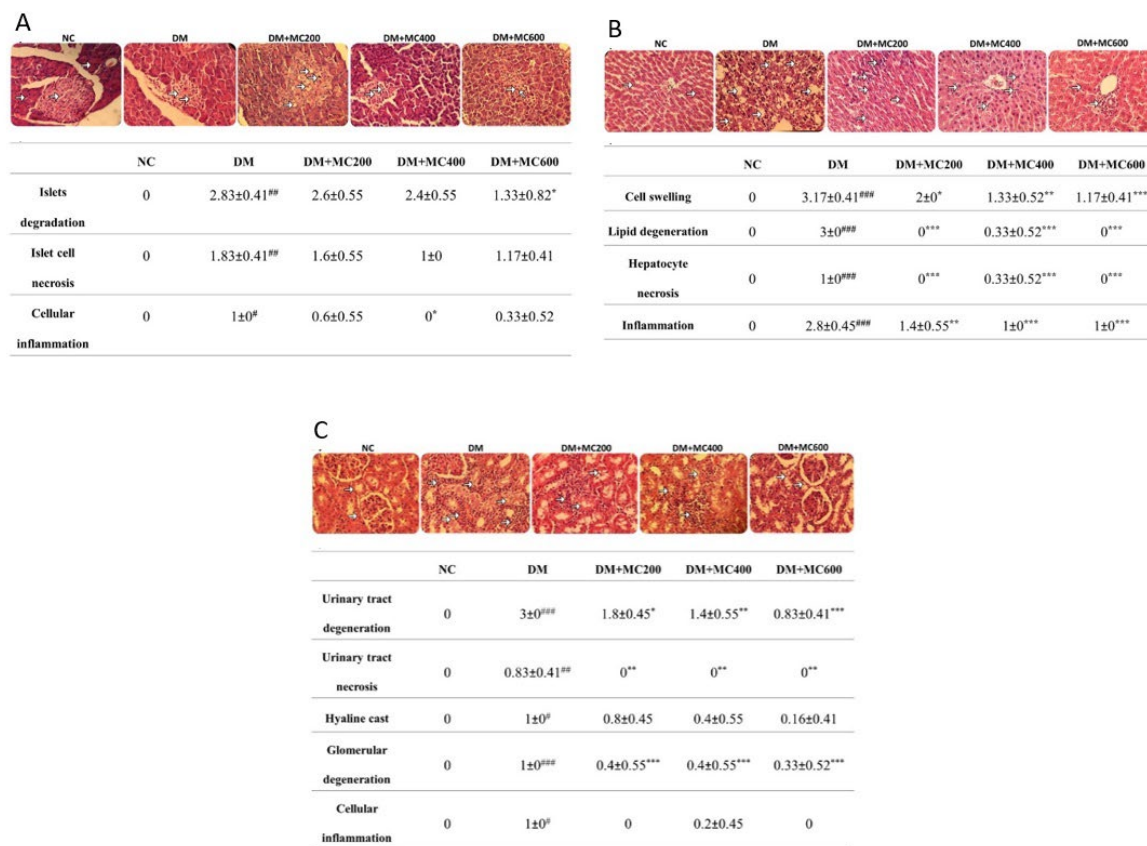 A
NC DM DM+MC200 DM+MC400 DM+MC600
NC DM DM+MC200 DM+MC400 DM+MC600
Islets
degradation 0 2.83±0.41## 2.6±0.55 2.4±0.55 1.33±0.82*
Islet cell
necrosis 0 1.83±0.41## 1.6±0.55 1±0 1.17±0.41
Cellular
inflammation 0 1±0# 0.6±0.55 0* 0.33±0.52
B
NC DM DM+MC200 DM+MC400 DM+MC600
NC DM DM+MC200 DM+MC400 DM+MC600
Cell swelling 0 3.17±0.41### 2±0* 1.33±0.52** 1.17±0.41***
Lipid degeneration 0 3±0### 0*** 0.33±0.52*** 0***
Hepatocyte
necrosis 0 1±0### 0*** 0.33±0.52*** 0***
Inflammation 0 2.8±0.45### 1.4±0.55** 1±0*** 1±0***
C
NC DM DM+MC200 DM+MC400 DM+MC600
NC DM DM+MC200 DM+MC400 DM+MC600
Urinary tract
degeneration 0 3±0### 1.8±0.45* 1.4±0.55** 0.83±0.41***
Urinary tract
necrosis 0 0.83±0.41## 0** 0** 0**
Hyaline cast 0 1±0# 0.8±0.45 0.4±0.55 0.16±0.41
Glomerular
degeneration 0 1±0### 0.4±0.55*** 0.4±0.55*** 0.33±0.52***
Cellular
inflammation 0 1±0# 0 0.2±0.45 0